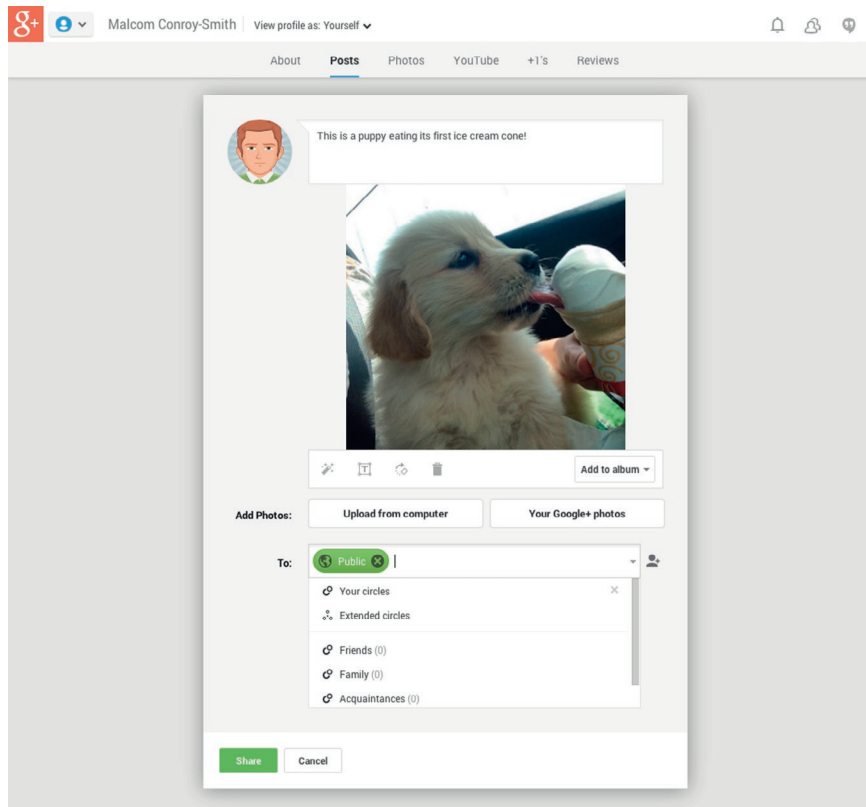 g+ Malcom Conroy-Smith View profile as: Yourself
About Posts Photos YouTube +1's Reviews
This is a puppy eating its first ice cream cone!
T
Add to album
Add Photos: Upload from computer Your Google+ photos
To: Public
Your circles
Extended circles
Friends (0)
Family (0)
Acquaintances (0)
Share Cancel